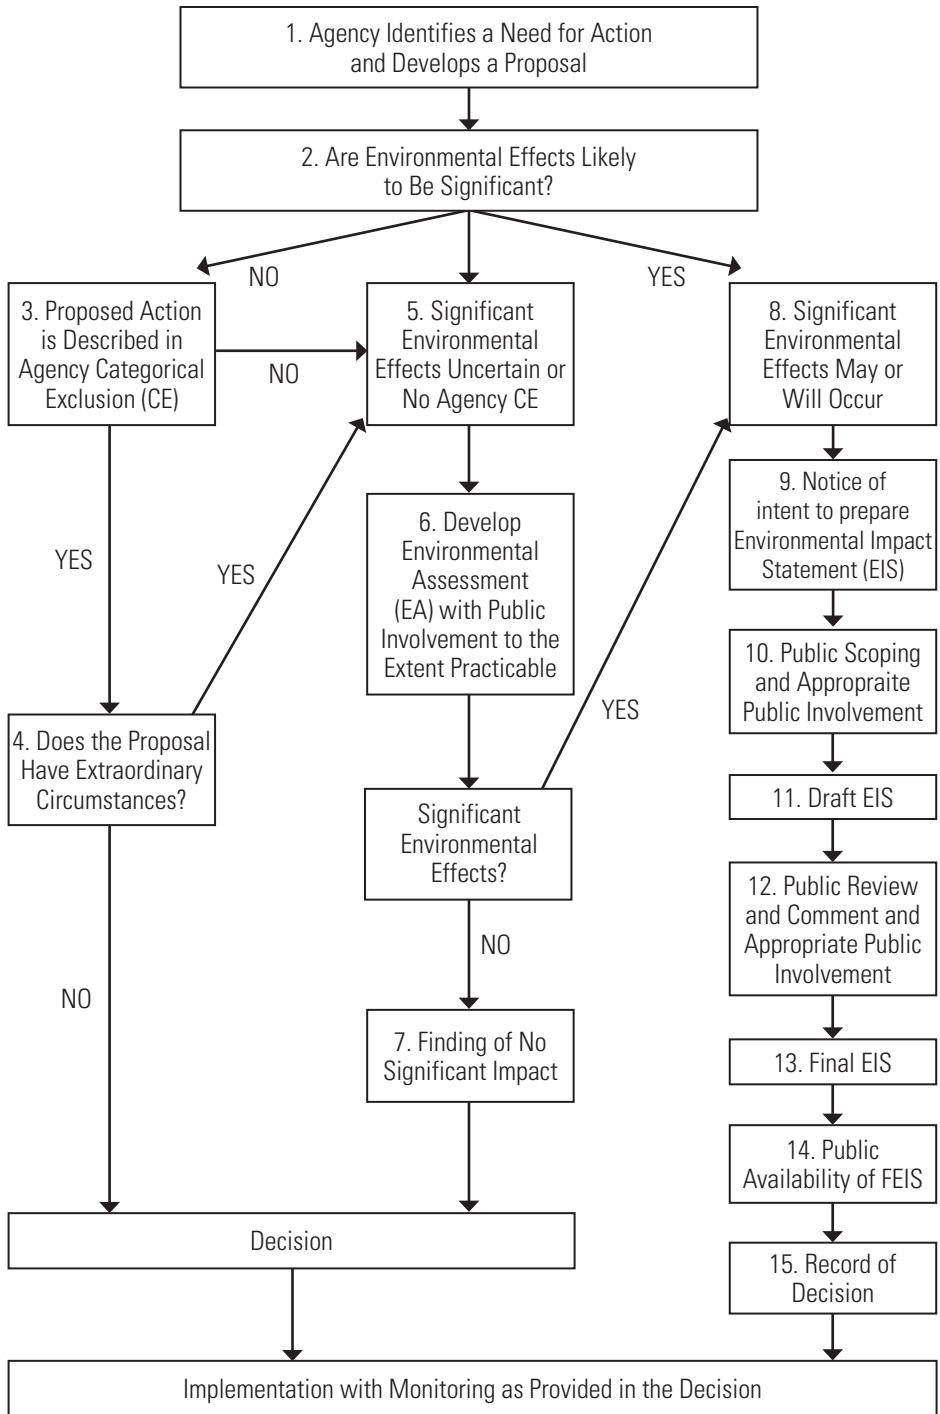 1. Agency Identifies a Need for Action
and Develops a Proposal
2. Are Environmental Effects Likely
to Be Significant?
NO
YES
3. Proposed Action
is Described in
Agency Categorical
Exclusion (CE)
NO
5. Significant
Environmental
Effects Uncertain or
No Agency CE
8. Significant
Environmental
Effects May or
Will Occur
YES
YES
6. Develop
Environmental
Assessment
(EA) with Public
Involvement to the
Extent Practicable
9. Notice of
intent to prepare
Environmental Impact
Statement (EIS)
10. Public Scoping
and Appropraite
Public Involvement
YES
4. Does the Proposal
Have Extraordinary
Circumstances?
Significant
Environmental
Effects?
11. Draft EIS
12. Public Review
and Comment and
Appropriate Public
Involvement
NO
NO
7. Finding of No
Significant Impact
13. Final EIS
14. Public
Availability of FEIS
Decision
15. Record of
Decision
Implementation with Monitoring as Provided in the Decision